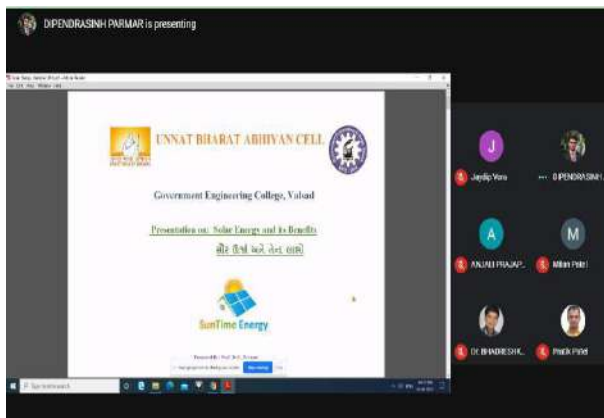 DIPENDRASINH PARMAR is presenting
UNNAT BHARAT ABHIYAN CELL
Government Engineering College, Valsad
Presentation on: Solar Energy and its Benefits
સૌર ઊર્જા અને તેના લાભો
SunTime Energy
J
Jaydip Vora
DIPENDRASINH.
A
ANJALI PRAJAP...
M
Milan Patel
Dr. BHADRESH K...
Pratik Patel